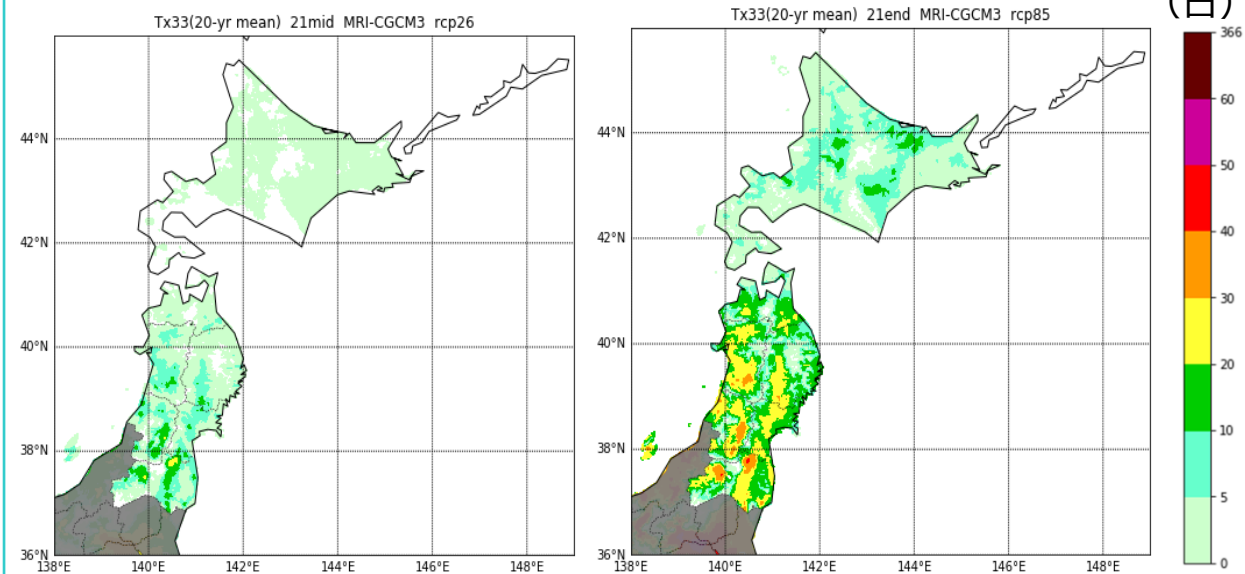 (日)
Tx33(20-yr mean) 21mid MRI-CGCM3 rcp26
44°N
42°N
40°N
38°N
36°N
138°E 140°E 142°E 144°E 146°E 148°E
Tx33(20-yr mean) 21end MRI-CGCM3 rcp85
44°N
42°N
40°N
38°N
36°N
138°E 140°E 142°E 144°E 146°E 148°E
366
60
50
40
30
20
10
5
0